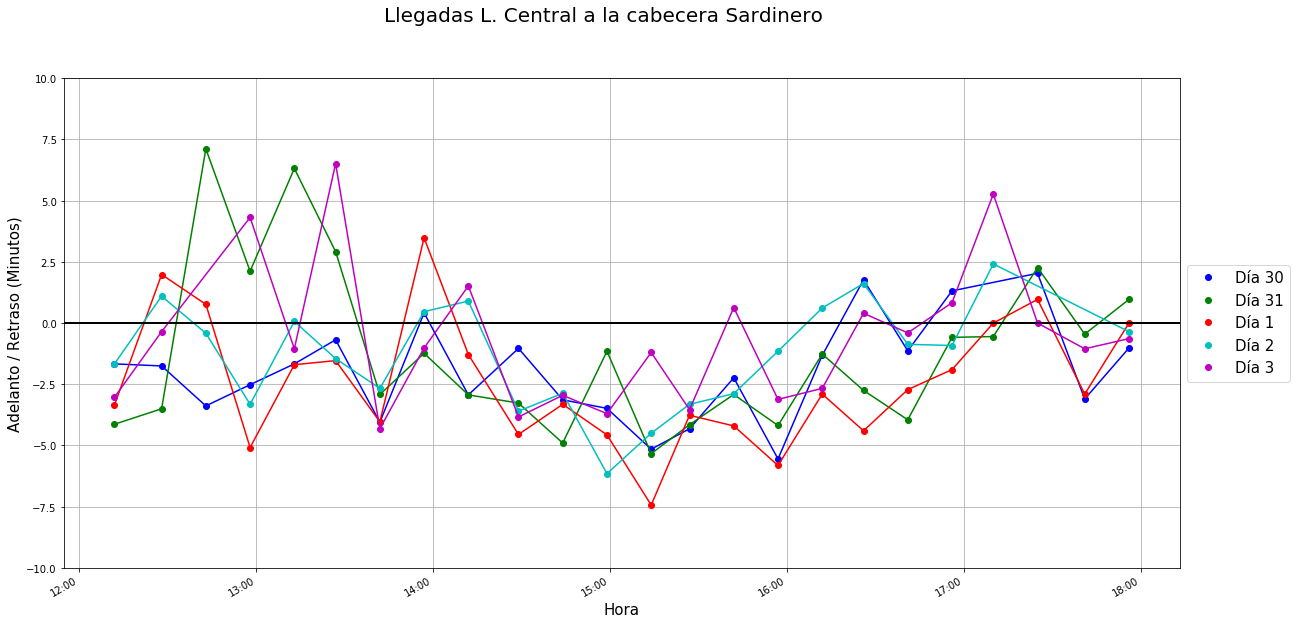 Llegadas L. Central a la cabecera Sardinero
Adelanto / Retraso (Minutos)
10.0
7.5
5.0
2.5
0.0
−2.5
−5.0
−7.5
−10.0
12:00
13:00
14:00
15:00
16:00
17:00
18:00
Hora
Día 30
Día 31
Día 1
Día 2
Día 3